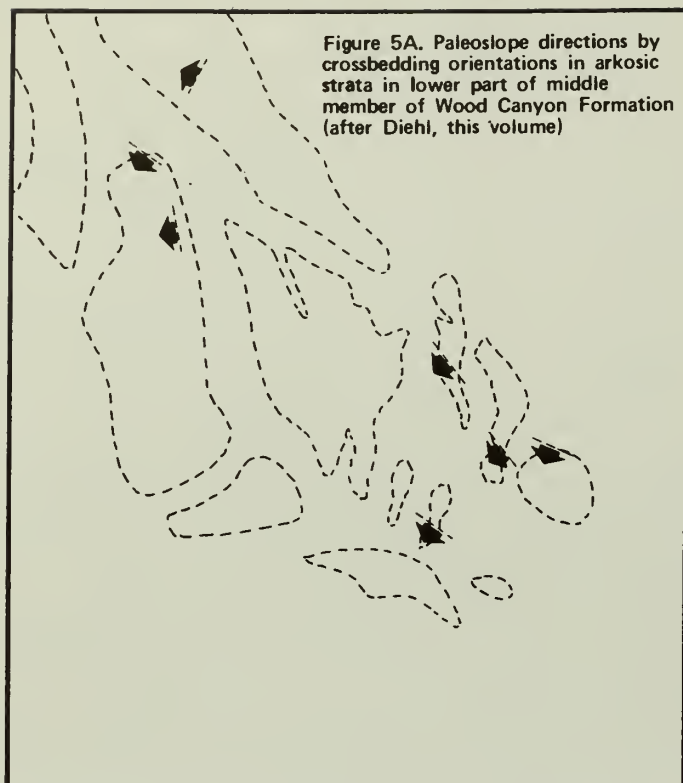 Figure 5A. Paleoslope directions by
crossbedding orientations in arkosic
strata in lower part of middle
member of Wood Canyon Formation
(after Diehl, this volume)